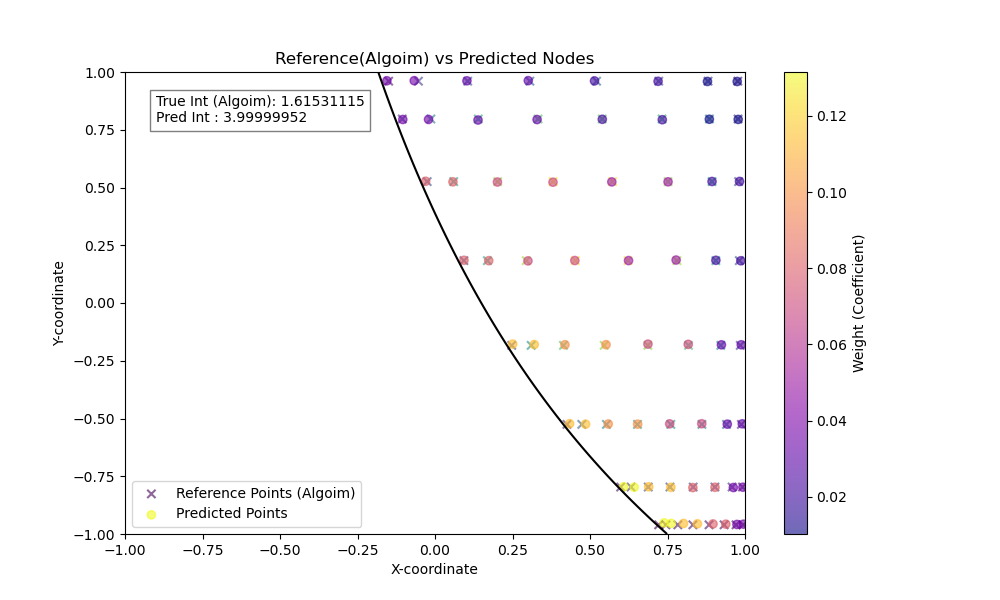 Reference(Algoim) vs Predicted Nodes
True Int (Algoim): 1.61531115
Pred Int : 3.99999952
Y-coordinate
1.00
0.75
0.50
0.25
0.00
−0.25
−0.50
−0.75
−1.00
Reference Points (Algoim)
Predicted Points
−1.00 −0.75 −0.50 −0.25 0.00 0.25 0.50 0.75 1.00
X-coordinate
0.12
0.10
0.08
0.06
0.04
0.02
Weight (Coefficient)